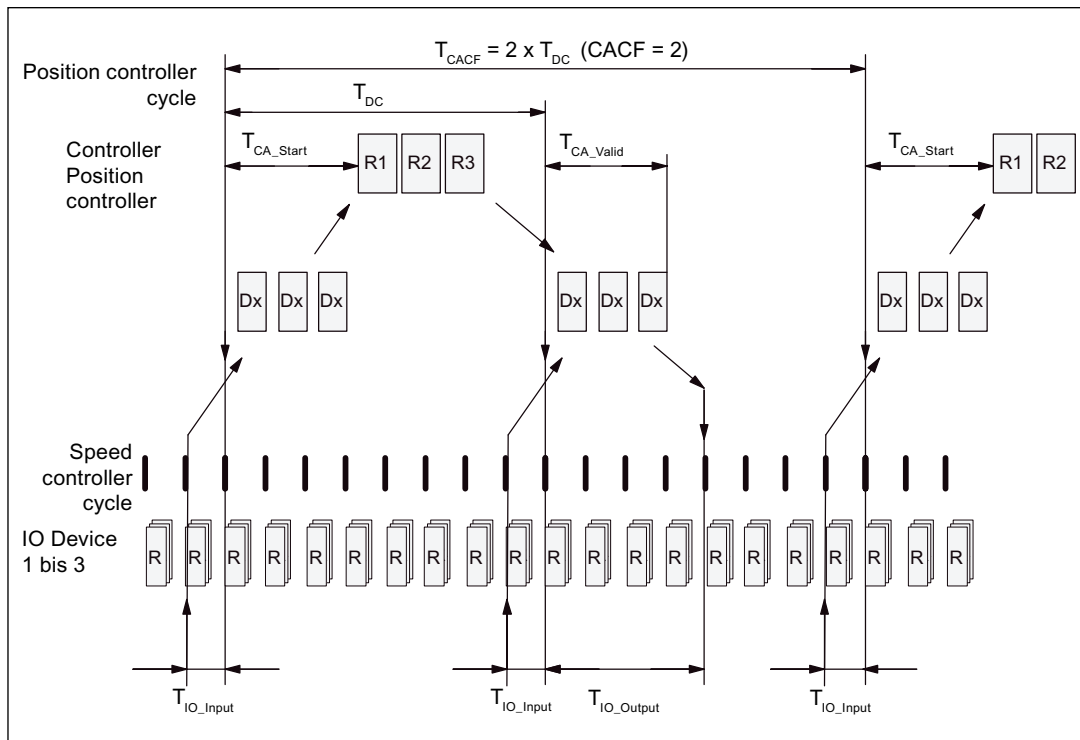 T_CACF = 2 x T_DC (CACF = 2)
Position controller
cycle
T_DC
T_CA_Start
T_CA_Valid
T_CA_Start
Controller
Position
controller
R1 R2 R3
R1 R2
Dx Dx Dx
Dx Dx Dx
Dx Dx Dx
Speed
controller
cycle
IO Device
1 bis 3
R R R R R R R R R R R R R R R R R R R R R
T_IO_Input
T_IO_Input
T_IO_Output
T_IO_Input